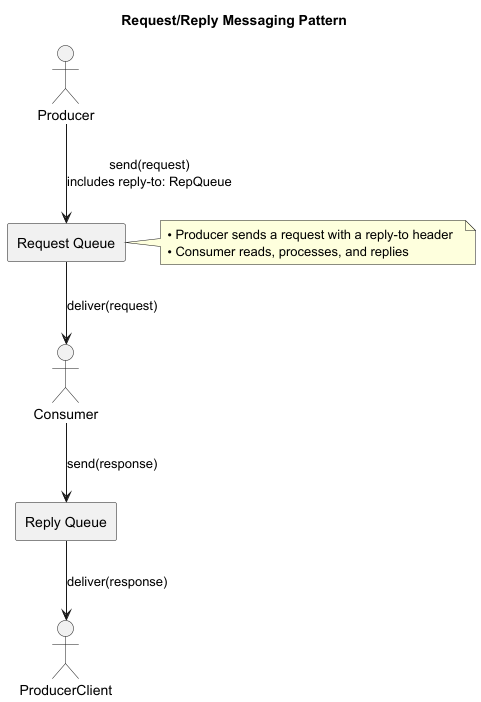 Request/Reply Messaging Pattern
Producer
send(request)
includes reply-to: RepQueue
Request Queue
• Producer sends a request with a reply-to header
• Consumer reads, processes, and replies
deliver(request)
Consumer
send(response)
Reply Queue
deliver(response)
ProducerClient